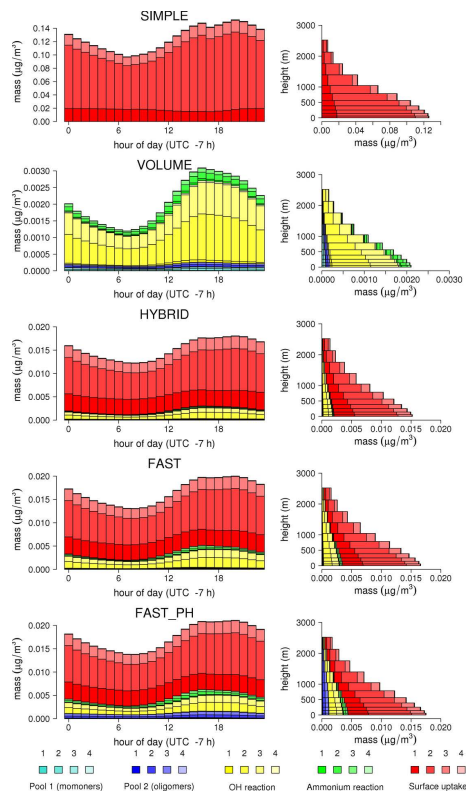 SIMPLE
mass (µg/m³)
0.14
0.12
0.10
0.08
0.06
0.04
0.02
0.00
0 6 12 18
hour of day (UTC -7 h)
height (m)
3000
2000
1000
500
0
0.00 0.04 0.08 0.12
mass (µg/m³)
VOLUME
mass (µg/m³)
0.0030
0.0025
0.0020
0.0015
0.0010
0.0005
0.0000
0 6 12 18
hour of day (UTC -7 h)
height (m)
3000
2000
1000
500
0
0.0000 0.0010 0.0020 0.0030
mass (µg/m³)
HYBRID
mass (µg/m³)
0.020
0.015
0.010
0.005
0.000
0 6 12 18
hour of day (UTC -7 h)
height (m)
3000
2000
1000
500
0
0.000 0.005 0.010 0.015 0.020
mass (µg/m³)
FAST
mass (µg/m³)
0.020
0.015
0.010
0.005
0.000
0 6 12 18
hour of day (UTC -7 h)
height (m)
3000
2000
1000
500
0
0.000 0.005 0.010 0.015 0.020
mass (µg/m³)
FAST_PH
mass (µg/m³)
0.020
0.015
0.010
0.005
0.000
0 6 12 18
hour of day (UTC -7 h)
height (m)
3000
2000
1000
500
0
0.000 0.005 0.010 0.015 0.020
mass (µg/m³)
1 2 3 4 1 2 3 4 1 2 3 4 1 2 3 4 1 2 3 4
Pool 1 (momoners) Pool 2 (oligomers) OH reaction Ammonium reaction Surface uptake